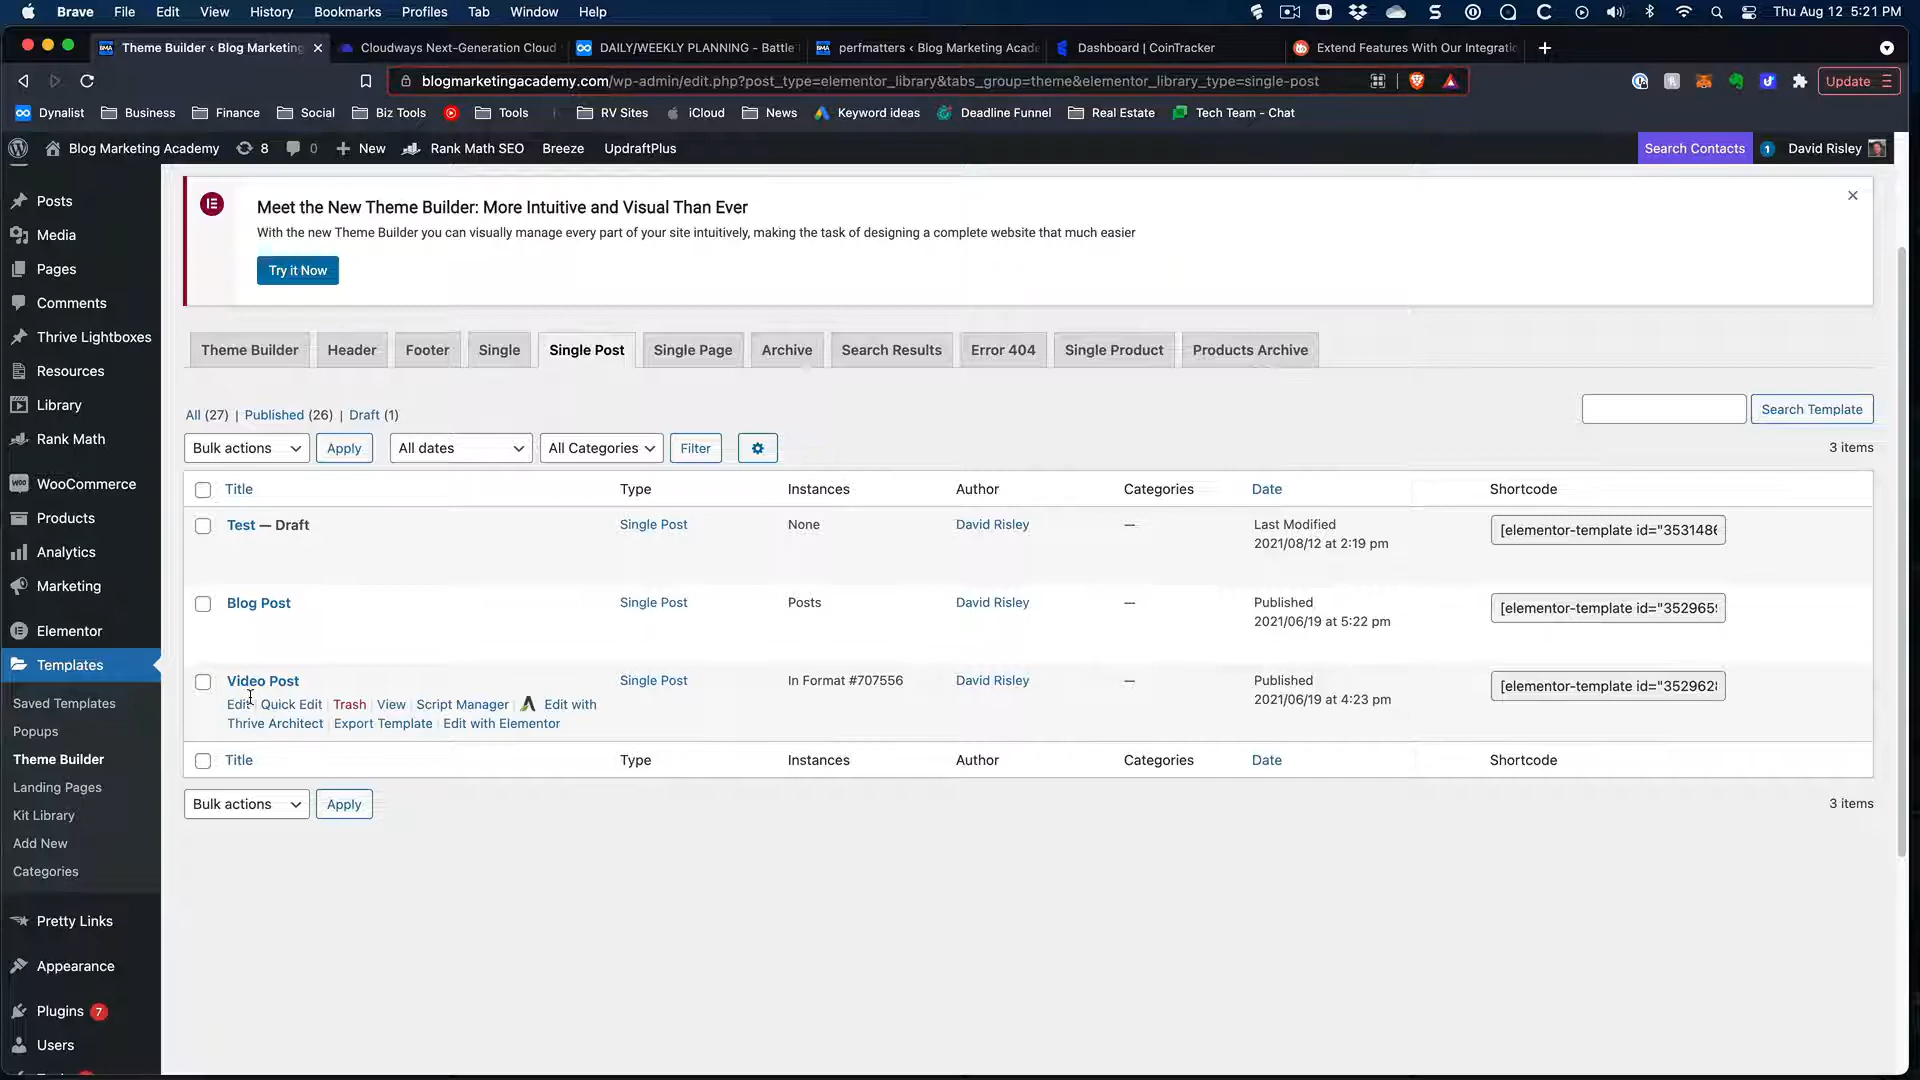 Brave File Edit View History Bookmarks Profiles Tab Window Help Thu Aug 12 5:21 PM
Theme Builder ‹ Blog Marketing Cloudways Next-Generation Cloud DAILY/WEEKLY PLANNING - Battle perfmatters ‹ Blog Marketing Acade Dashboard | CoinTracker Extend Features With Our Integrati
blogmarketingacademy.com/wp-admin/edit.php?post_type=elementor_library&tabs_group=theme&elementor_library_type=single-post Update
Dynalist Business Finance Social Biz Tools Tools RV Sites iCloud News Keyword ideas Deadline Funnel Real Estate Tech Team - Chat
Blog Marketing Academy 8 0 New Rank Math SEO Breeze UpdraftPlus Search Contacts 1 David Risley
Posts
Media
Pages
Comments
Thrive Lightboxes
Resources
Library
Rank Math
WooCommerce
Products
Analytics
Marketing
Elementor
Templates
Saved Templates
Popups
Theme Builder
Landing Pages
Kit Library
Add New
Categories
Pretty Links
Appearance
Plugins 7
Users
Meet the New Theme Builder: More Intuitive and Visual Than Ever
With the new Theme Builder you can visually manage every part of your site intuitively, making the task of designing a complete website that much easier
Try it Now
Theme Builder Header Footer Single Single Post Single Page Archive Search Results Error 404 Single Product Products Archive
All (27) | Published (26) | Draft (1)
Search Template
Bulk actions Apply All dates All Categories Filter 3 items
Title Type Instances Author Categories Date Shortcode
Test — Draft Single Post None David Risley — Last Modified [elementor-template id="3531486
2021/08/12 at 2:19 pm
Blog Post Single Post Posts David Risley — Published [elementor-template id="352965
2021/06/19 at 5:22 pm
Video Post Single Post In Format #707556 David Risley — Published [elementor-template id="352962
Edit Quick Edit | Trash | View | Script Manager | Edit with 2021/06/19 at 4:23 pm
Thrive Architect | Export Template | Edit with Elementor
Title Type Instances Author Categories Date Shortcode
Bulk actions Apply 3 items